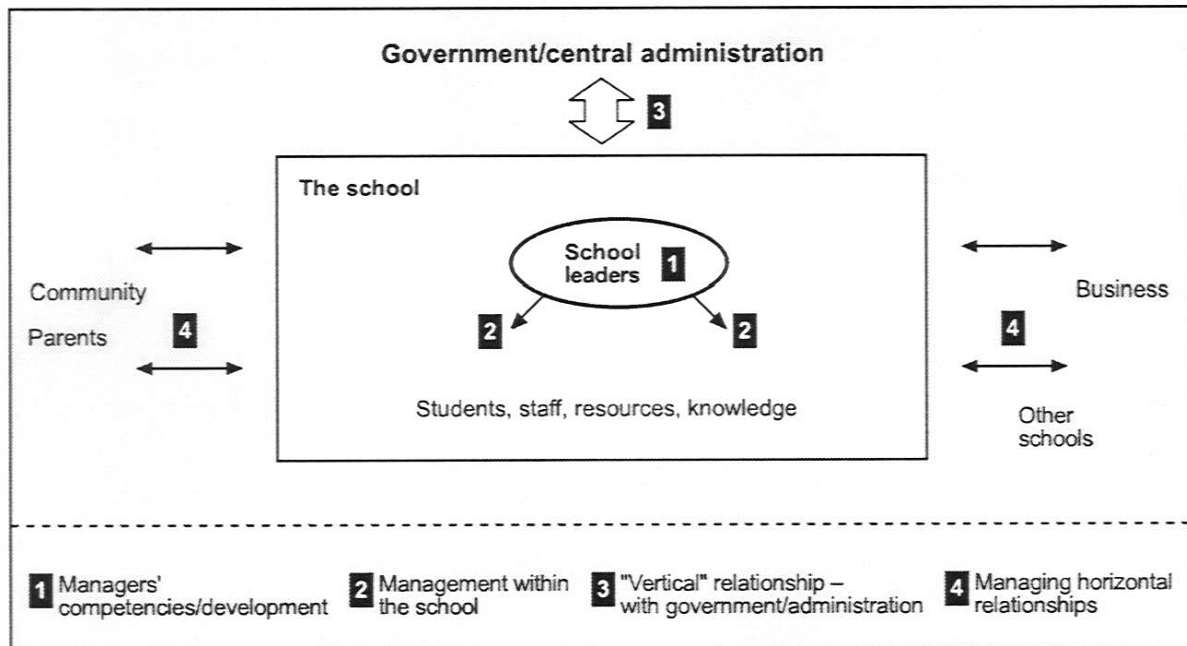 Government/central administration
3
The school
School
leaders
1
Community
Parents
4
2
2
4
Business
Students, staff, resources, knowledge
Other
schools
1 Managers'
competencies/development
2 Management within
the school
3 "Vertical" relationship –
with government/administration
4 Managing horizontal
relationships